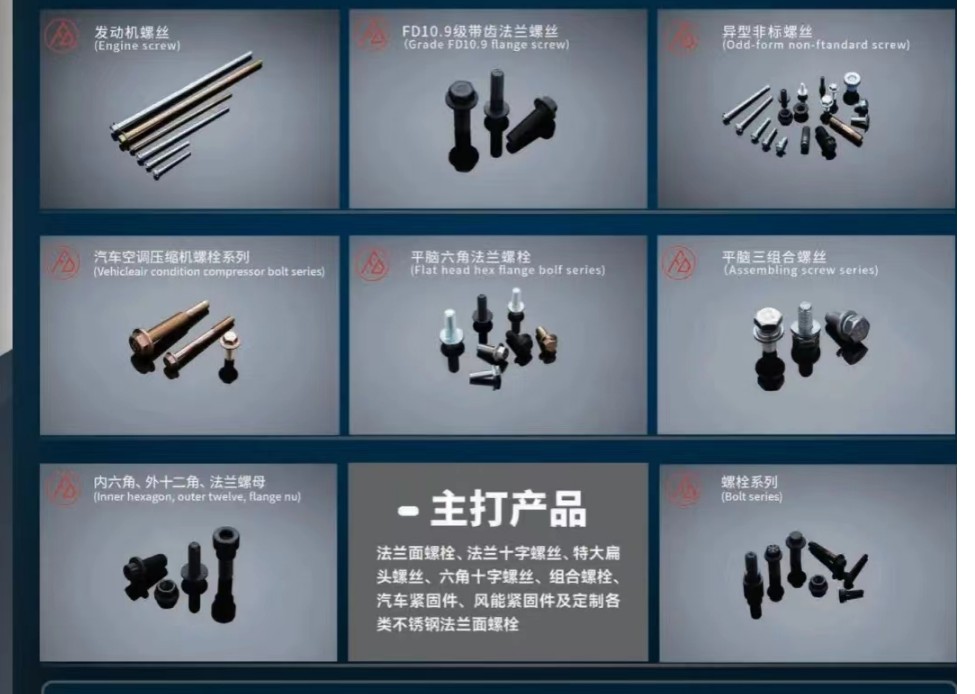 发动机螺丝
(Engine screw)
FD10.9级带齿法兰螺丝
(Grade FD10.9 flange screw)
异型非标螺丝
(Odd-form non-ftandard screw)
汽车空调压缩机螺栓系列
(Vehicleair condition compressor bolt series)
平脑六角法兰螺栓
(Flat head hex flange bolf series)
平脑三组合螺丝
(Assembling screw series)
内六角、外十二角、法兰螺母
(Inner hexagon, outer twelve, flange nu)
主打产品
法兰面螺栓、法兰十字螺丝、特大扁
头螺丝、六角十字螺丝、组合螺栓、
汽车紧固件、风能紧固件及定制各
类不锈钢法兰面螺栓
螺栓系列
(Bolt series)